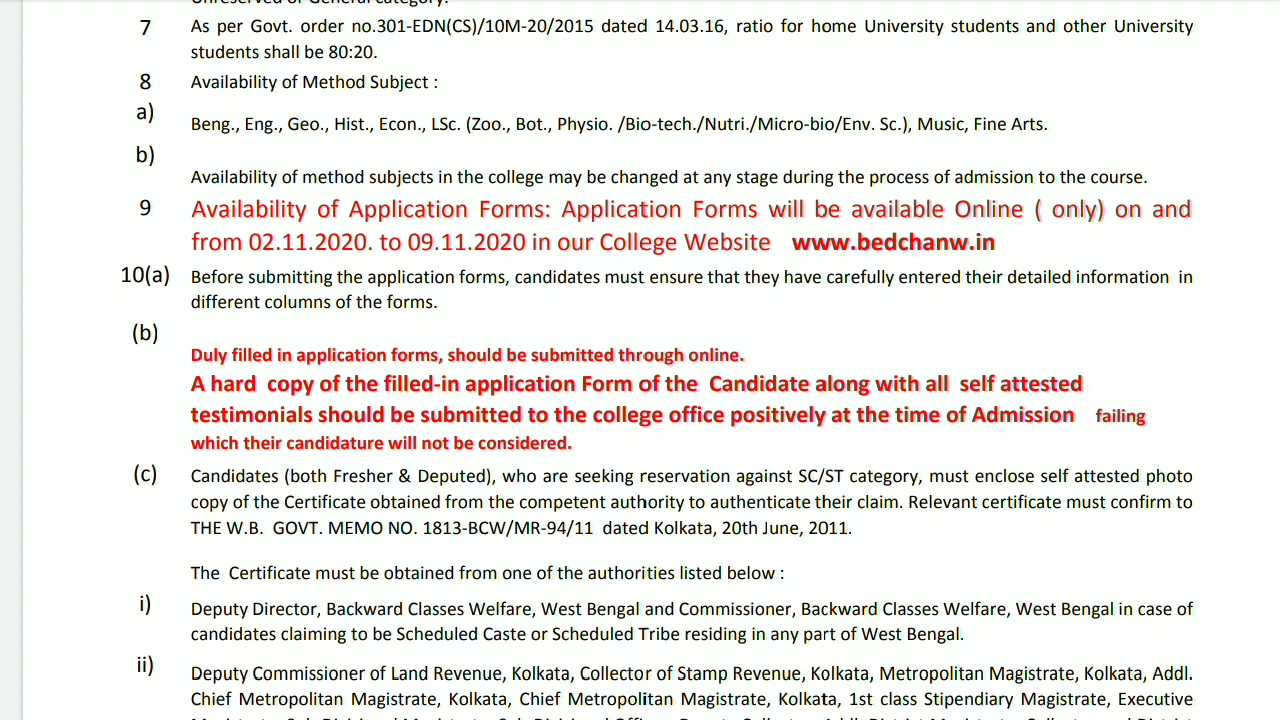 Unreserved or General category.
7 As per Govt. order no.301-EDN(CS)/10M-20/2015 dated 14.03.16, ratio for home University students and other University
students shall be 80:20.
8 Availability of Method Subject :
a)
Beng., Eng., Geo., Hist., Econ., LSc. (Zoo., Bot., Physio. /Bio-tech./Nutri./Micro-bio/Env. Sc.), Music, Fine Arts.
b)
Availability of method subjects in the college may be changed at any stage during the process of admission to the course.
9 Availability of Application Forms: Application Forms will be available Online ( only) on and
from 02.11.2020. to 09.11.2020 in our College Website www.bedchanw.in
10(a) Before submitting the application forms, candidates must ensure that they have carefully entered their detailed information in
different columns of the forms.
(b)
Duly filled in application forms, should be submitted through online.
A hard copy of the filled-in application Form of the Candidate along with all self attested
testimonials should be submitted to the college office positively at the time of Admission failing
which their candidature will not be considered.
(c) Candidates (both Fresher & Deputed), who are seeking reservation against SC/ST category, must enclose self attested photo
copy of the Certificate obtained from the competent authority to authenticate their claim. Relevant certificate must confirm to
THE W.B. GOVT. MEMO NO. 1813-BCW/MR-94/11 dated Kolkata, 20th June, 2011.
The Certificate must be obtained from one of the authorities listed below :
i) Deputy Director, Backward Classes Welfare, West Bengal and Commissioner, Backward Classes Welfare, West Bengal in case of
candidates claiming to be Scheduled Caste or Scheduled Tribe residing in any part of West Bengal.
ii) Deputy Commissioner of Land Revenue, Kolkata, Collector of Stamp Revenue, Kolkata, Metropolitan Magistrate, Kolkata, Addl.
Chief Metropolitan Magistrate, Kolkata, Chief Metropolitan Magistrate, Kolkata, 1st class Stipendiary Magistrate, Executive